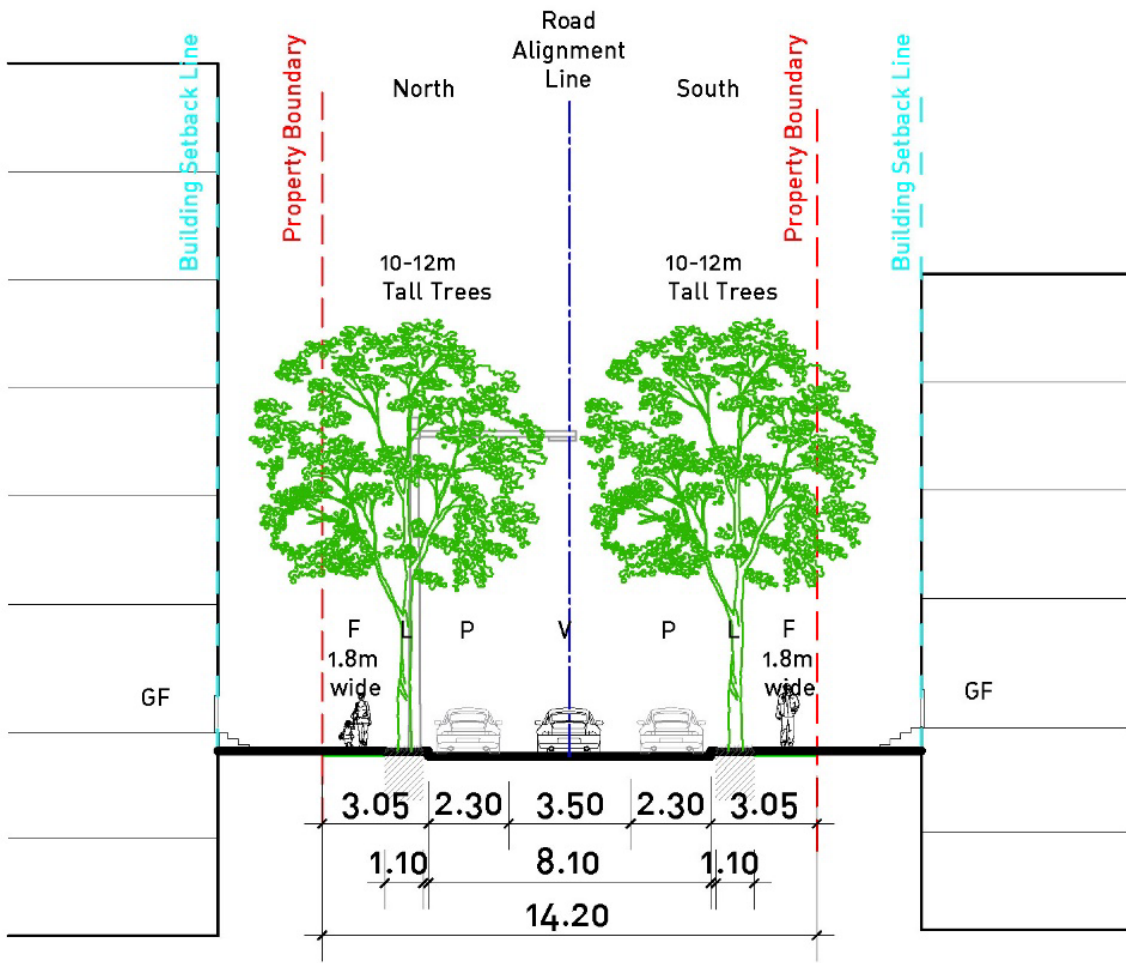 Road
Alignment
Line
North
South
Building Setback Line
Property Boundary
Property Boundary
Building Setback Line
10-12m
Tall Trees
10-12m
Tall Trees
F L P V P L F
1.8m
wide
1.8m
wide
GF
GF
3.05 2.30 3.50 2.30 3.05
1.10 8.10 1.10
14.20